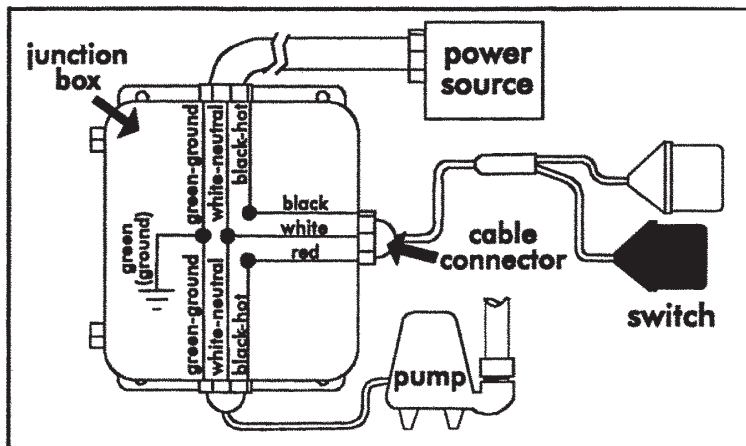 junction
box
power
source
green-ground
white-neutral
black-hot
black
white
red
green
(ground)
green-ground
white-neutral
black-hot
cable
connector
switch
pump